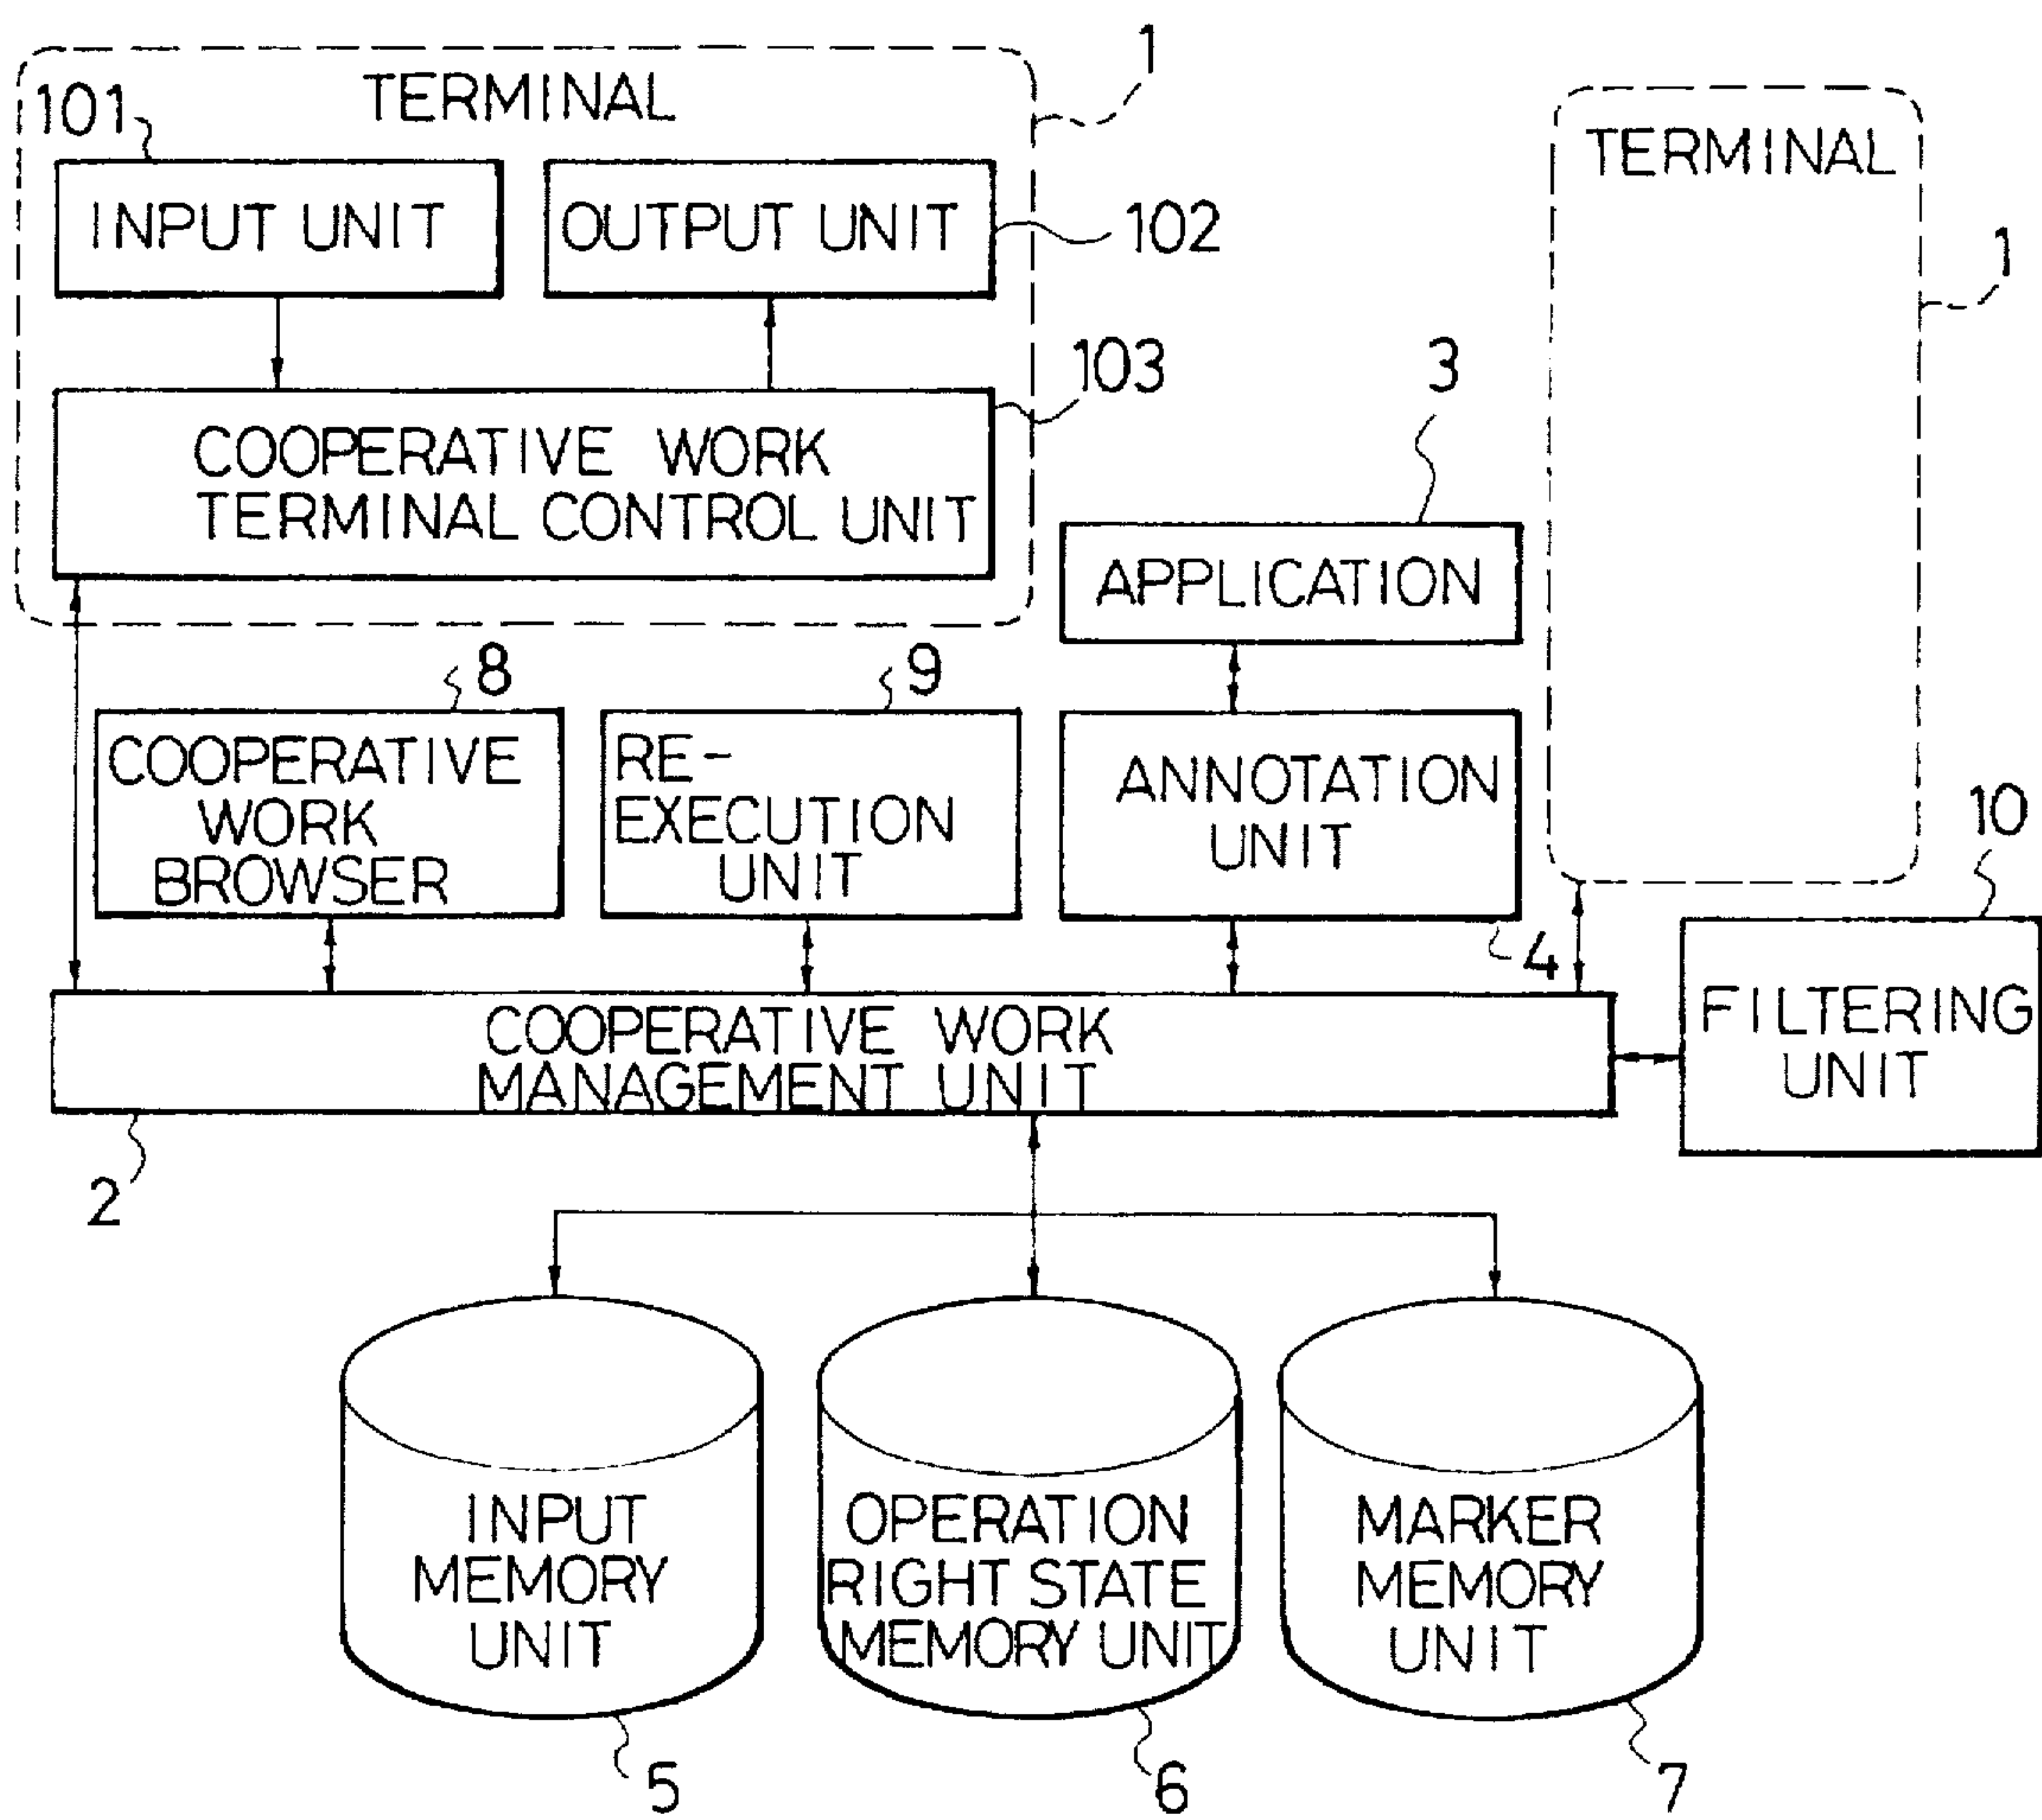 1
TERMINAL
101
TERMINAL
INPUT UNIT
OUTPUT UNIT
102
1
103
3
COOPERATIVE WORK
TERMINAL CONTROL UNIT
APPLICATION
8
9
COOPERATIVE
WORK
BROWSER
RE-
EXECUTION
UNIT
ANNOTATION
UNIT
10
4
COOPERATIVE WORK
MANAGEMENT UNIT
FILTERING
UNIT
2
INPUT
MEMORY
UNIT
OPERATION
RIGHT STATE
MEMORY UNIT
MARKER
MEMORY
UNIT
5
6
7